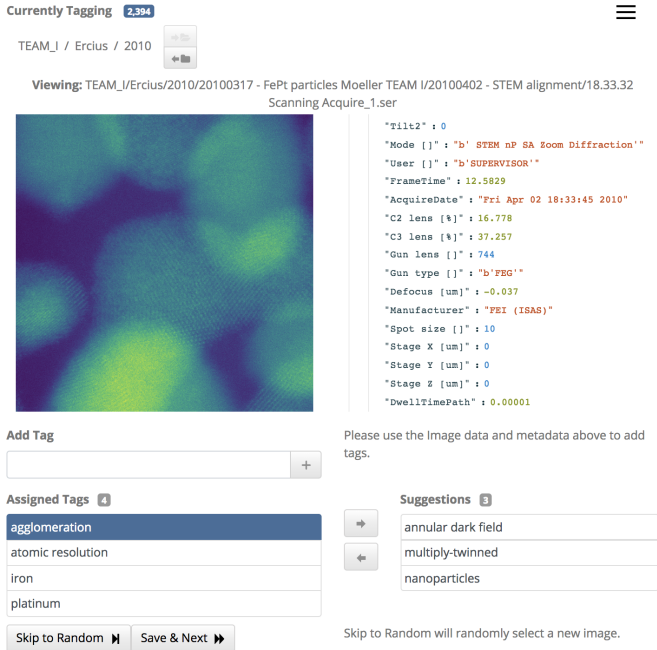 Currently Tagging 2,394
TEAM_I / Ercius / 2010
Viewing: TEAM_I/Ercius/2010/20100317 - FePt particles Moeller TEAM I/20100402 - STEM alignment/18.33.32
Scanning Acquire_1.ser
"Tilt2" : 0
"Mode []" : "b' STEM nP SA Zoom Diffraction'"
"User []" : "b'SUPERVISOR'"
"FrameTime" : 12.5829
"AcquireDate" : "Fri Apr 02 18:33:45 2010"
"C2 lens [%]" : 16.778
"C3 lens [%]" : 37.257
"Gun lens []" : 744
"Gun type []" : "b'FEG'"
"Defocus [um]" : -0.037
"Manufacturer" : "FEI (ISAS)"
"Spot size []" : 10
"Stage X [um]" : 0
"Stage Y [um]" : 0
"Stage Z [um]" : 0
"DwellTimePath" : 0.00001
Add Tag
+
Please use the Image data and metadata above to add
tags.
Assigned Tags 4
agglomeration
atomic resolution
iron
platinum
Suggestions 3
annular dark field
multiply-twinned
nanoparticles
Skip to Random
Save & Next
Skip to Random will randomly select a new image.